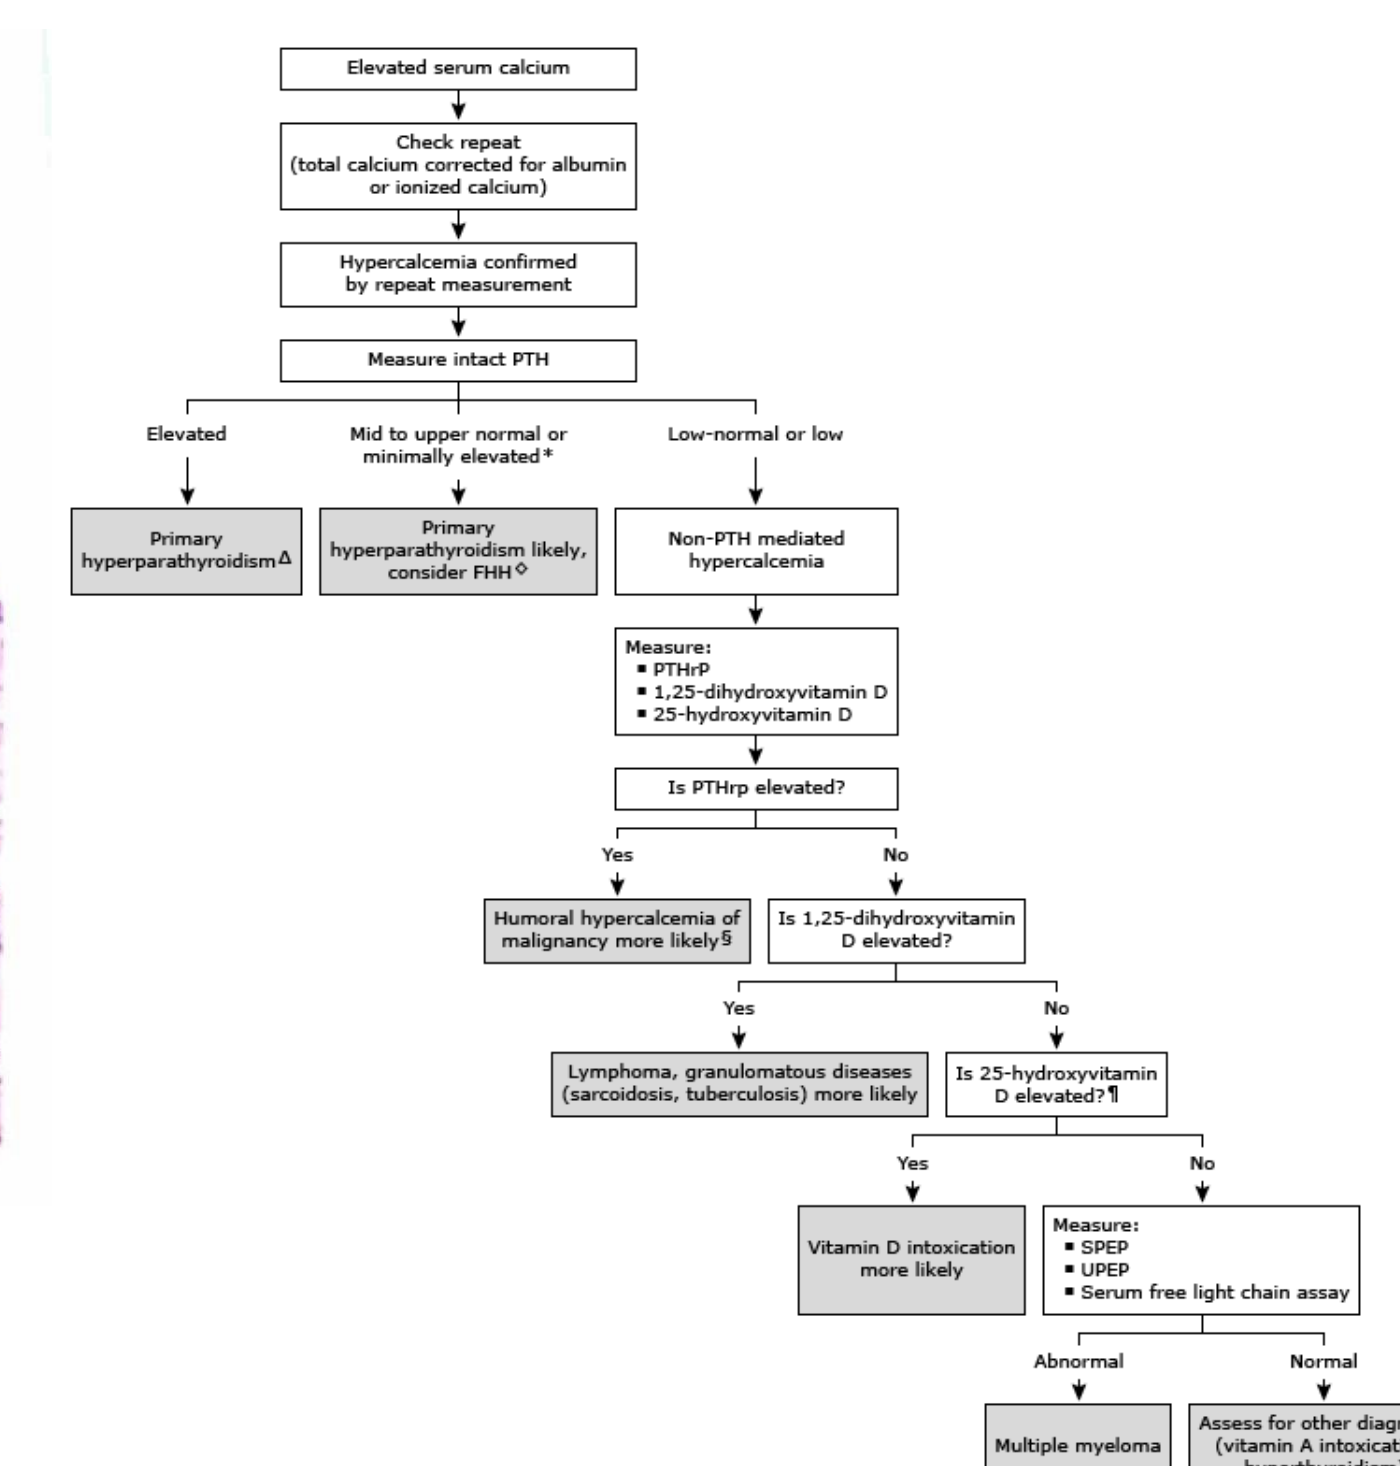 Elevated serum calcium
Check repeat
(total calcium corrected for albumin
or ionized calcium)
Hypercalcemia confirmed
by repeat measurement
Measure intact PTH
Elevated
Mid to upper normal or
minimally elevated*
Low-normal or low
Primary
hyperparathyroidismΔ
Primary
hyperparathyroidism likely,
consider FHH◇
Non-PTH mediated
hypercalcemia
Measure:
▪ PTHrP
▪ 1,25-dihydroxyvitamin D
▪ 25-hydroxyvitamin D
Is PTHrp elevated?
Yes
No
Humoral hypercalcemia of
malignancy more likely§
Is 1,25-dihydroxyvitamin
D elevated?
Yes
No
Lymphoma, granulomatous diseases
(sarcoidosis, tuberculosis) more likely
Is 25-hydroxyvitamin
D elevated?¶
Yes
No
Vitamin D intoxication
more likely
Measure:
▪ SPEP
▪ UPEP
▪ Serum free light chain assay
Abnormal
Normal
Multiple myeloma
Assess for other
(vitamin A